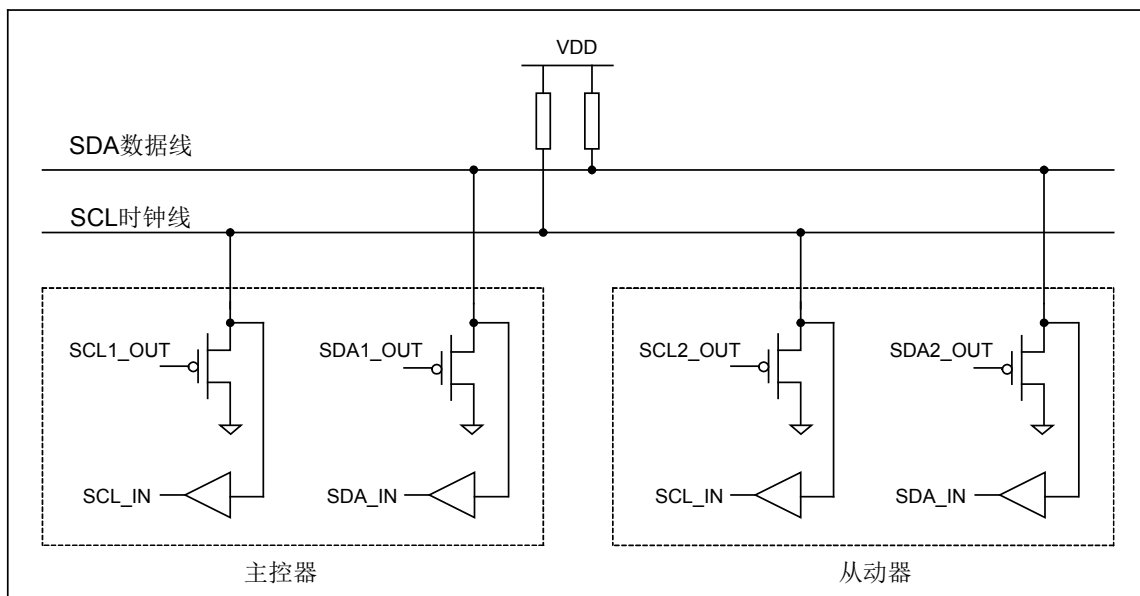 VDD
SDA数据线
SCL时钟线
SCL1_OUT
SDA1_OUT
SCL2_OUT
SDA2_OUT
SCL_IN
SDA_IN
SCL_IN
SDA_IN
主控器
从动器